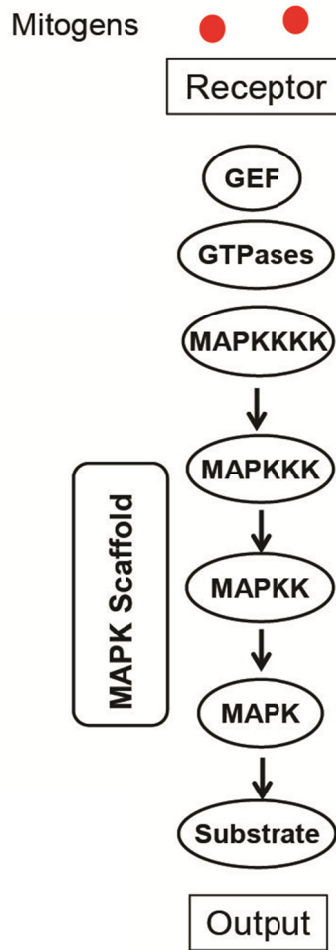 Mitogens
Receptor
GEF
GTPases
MAPKKKK
MAPKKK
MAPK Scaffold
MAPKK
MAPK
Substrate
Output